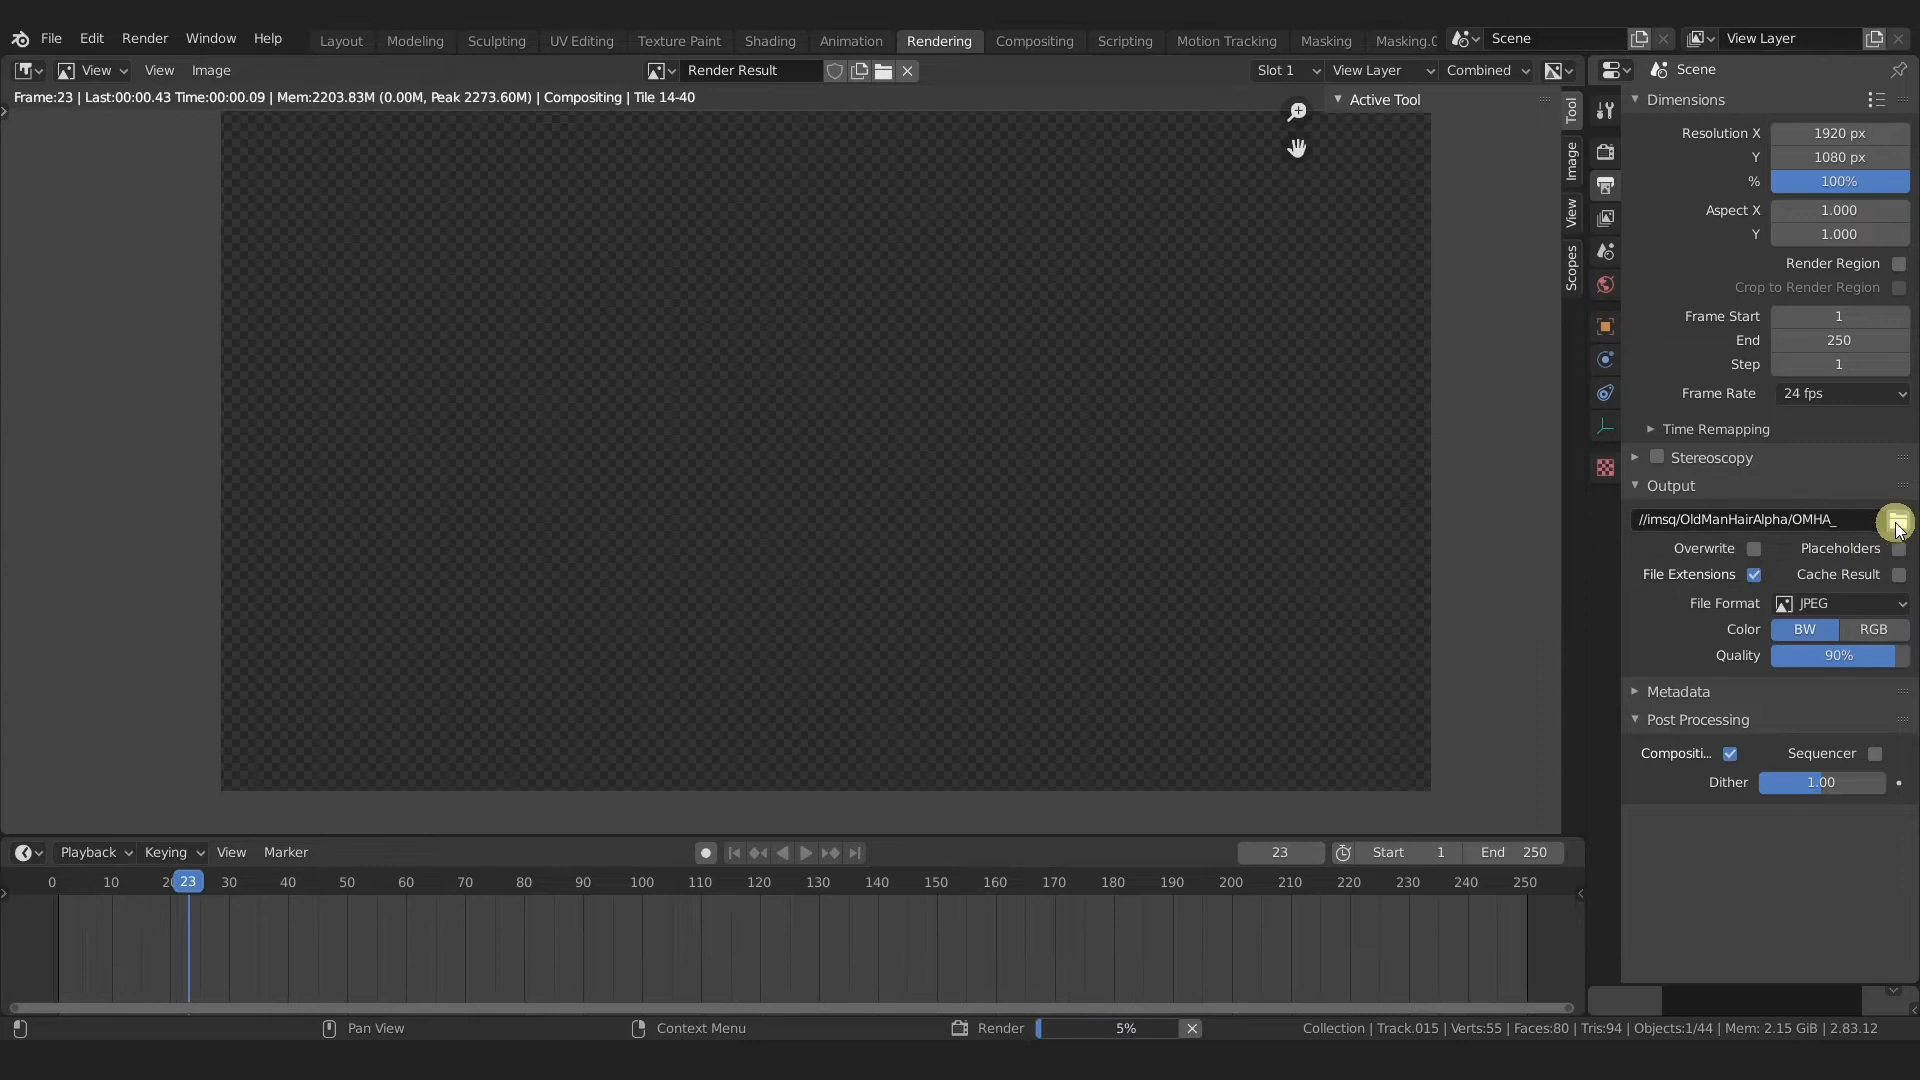 File Edit Render Window Help Layout Modeling Sculpting UV Editing Texture Paint Shading Animation Rendering Compositing Scripting Motion Tracking Masking Masking.0 Scene View Layer
View View Image Render Result Slot 1 View Layer Combined Scene
Frame:23 | Last:00:00.43 Time:00:00.09 | Mem:2203.83M (0.00M, Peak 2273.60M) | Compositing | Tile 14-40
Active Tool
Tool
Image
View
Scopes
Dimensions
Resolution X 1920 px
Y 1080 px
% 100%
Aspect X 1.000
Y 1.000
Render Region
Crop to Render Region
Frame Start 1
End 250
Step 1
Frame Rate 24 fps
Time Remapping
Stereoscopy
Output
//imsq/OldManHairAlpha/OMHA_
Overwrite Placeholders
File Extensions Cache Result
File Format JPEG
Color BW RGB
Quality 90%
Metadata
Post Processing
Compositi... Sequencer
Dither 1.00
Playback Keying View Marker 23 Start 1 End 250
0 10 20 23 30 40 50 60 70 80 90 100 110 120 130 140 150 160 170 180 190 200 210 220 230 240 250
Pan View Context Menu Render 5% Collection | Track.015 | Verts:55 | Faces:80 | Tris:94 | Objects:1/44 | Mem: 2.15 GiB | 2.83.12